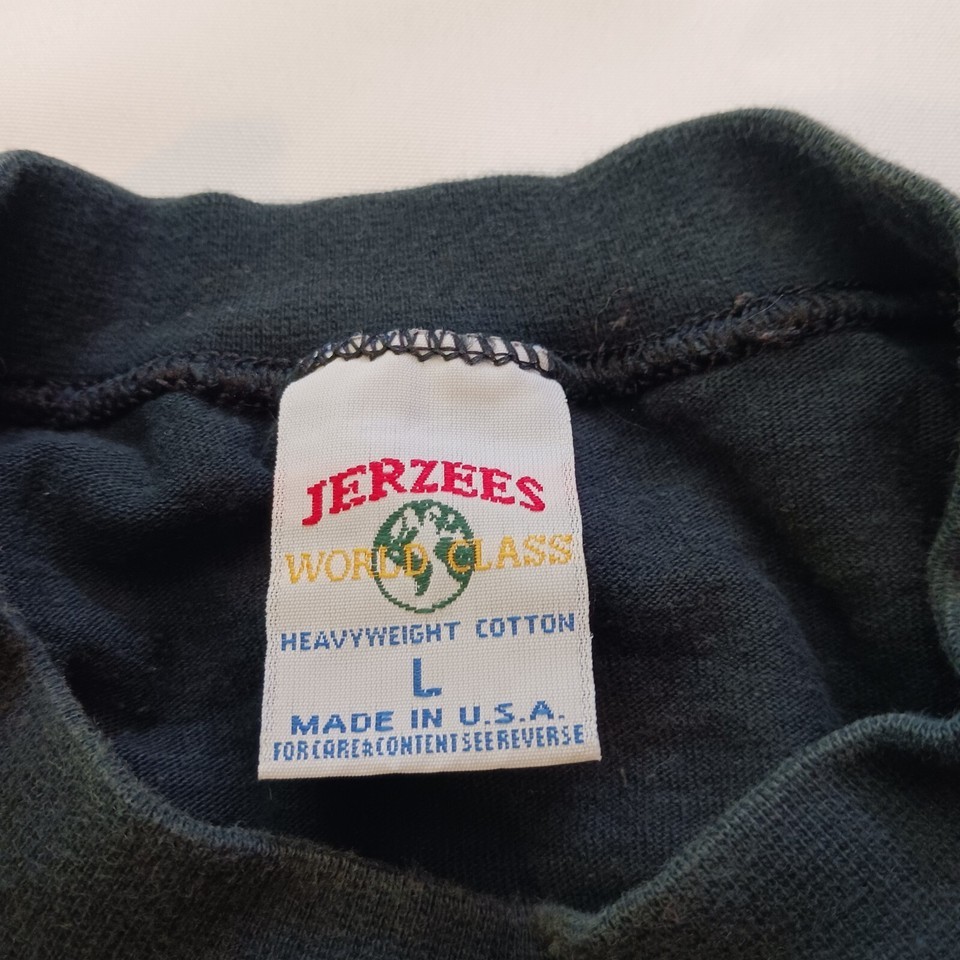 JERZEES
WORLD CLASS
HEAVYWEIGHT COTTON
L
MADE IN U.S.A.
FOR CARE & CONTENT SEE REVERSE